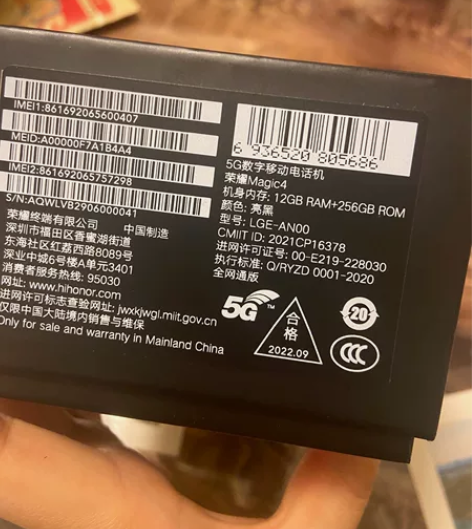 IMEI1:861692065600407
MEID:A00000F7A1B4A4
IMEI2:861692065757298
S/N:AQWLVB2906000041
荣耀终端有限公司 中国制造
深圳市福田区香蜜湖街道
东海社区红荔西路8089号
深业中城6号楼A单元3401
消费者服务热线: 95030
网址: www.hihonor.com
进网许可标志查验网址: jwxkjwgl.miit.gov.cn
仅限中国大陆境内销售与维保
Only for sale and warranty in Mainland China
6 936520 805686
5G数字移动电话机
荣耀Magic4
机身内存: 12GB RAM+256GB ROM
颜色: 亮黑
型号: LGE-AN00
CMIIT ID: 2021CP16378
进网许可证号: 00-E219-228030
执行标准: Q/RYZD 0001-2020
全网通版
5G TM
合格
2022.09
20
CCC